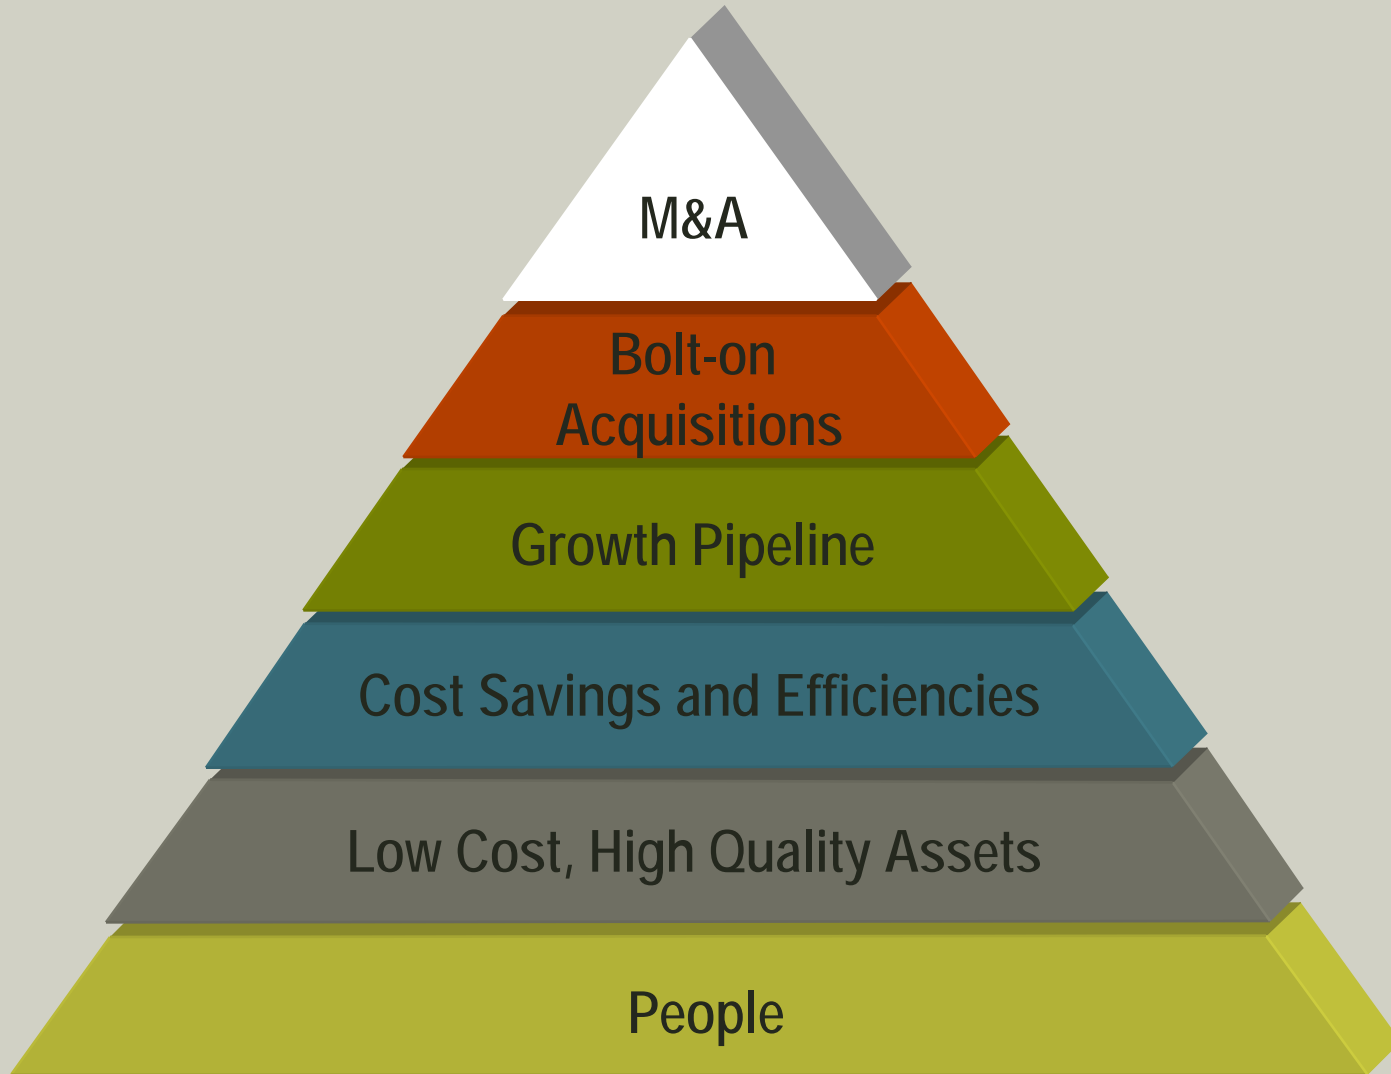 M&A
Bolt-on
Acquisitions
Growth Pipeline
Cost Savings and Efficiencies
Low Cost, High Quality Assets
People